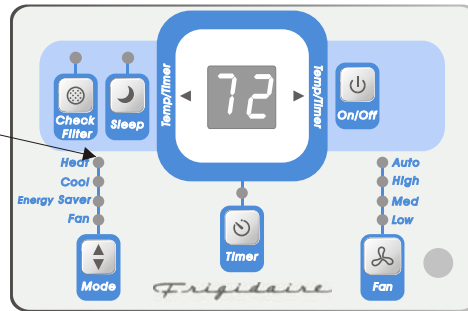 Temp/Timer
72
Temp/Timer
Check
Filter
Sleep
On/Off
Heat
Cool
Energy Saver
Fan
Mode
Timer
Auto
High
Med
Low
Fan
Frigidaire